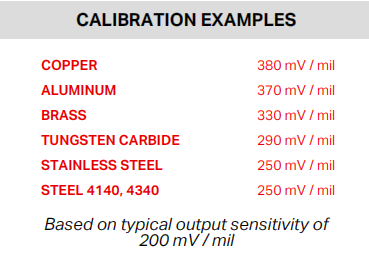 CALIBRATION EXAMPLES
COPPER 380 mV / mil
ALUMINUM 370 mV / mil
BRASS 330 mV / mil
TUNGSTEN CARBIDE 290 mV / mil
STAINLESS STEEL 250 mV / mil
STEEL 4140, 4340 250 mV / mil
Based on typical output sensitivity of
200 mV / mil